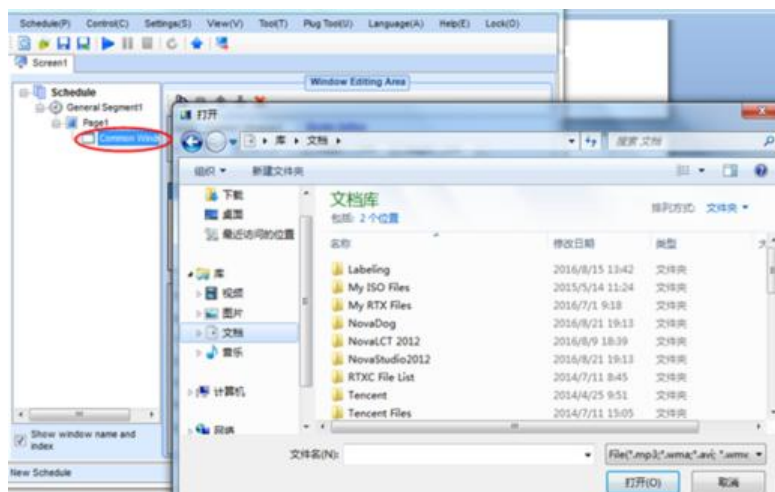 Schedule(P) Control(C) Settings(S) View(V) Tool(T) Plug Tool(U) Language(A) Help(E) Lock(O)
Screen1
Window Editing Area
Schedule
General Segment1
Page1
Common Wind
打开
库 文档
搜索 文档
组织 新建文件夹
下载
桌面
最近访问的位置
库
视频
图片
文档
音乐
计算机
网络
文档库
包括: 2 个位置
排列方式: 文件夹
名称 修改日期 类型
Labeling 2016/8/15 13:42 文件夹
My ISO Files 2015/5/14 11:24 文件夹
My RTX Files 2016/7/1 9:18 文件夹
NovaDog 2016/8/21 19:13 文件夹
NovaLCT 2012 2016/8/9 18:39 文件夹
NovaStudio2012 2016/8/21 19:13 文件夹
RTXC File List 2014/7/11 8:45 文件夹
Tencent 2014/4/25 9:51 文件夹
Tencent Files 2014/7/11 15:05 文件夹
Show window name and
index
文件名(N): File(*.mp3;*.wma;*.avi; *.wmv
New Schedule
打开(O) 取消